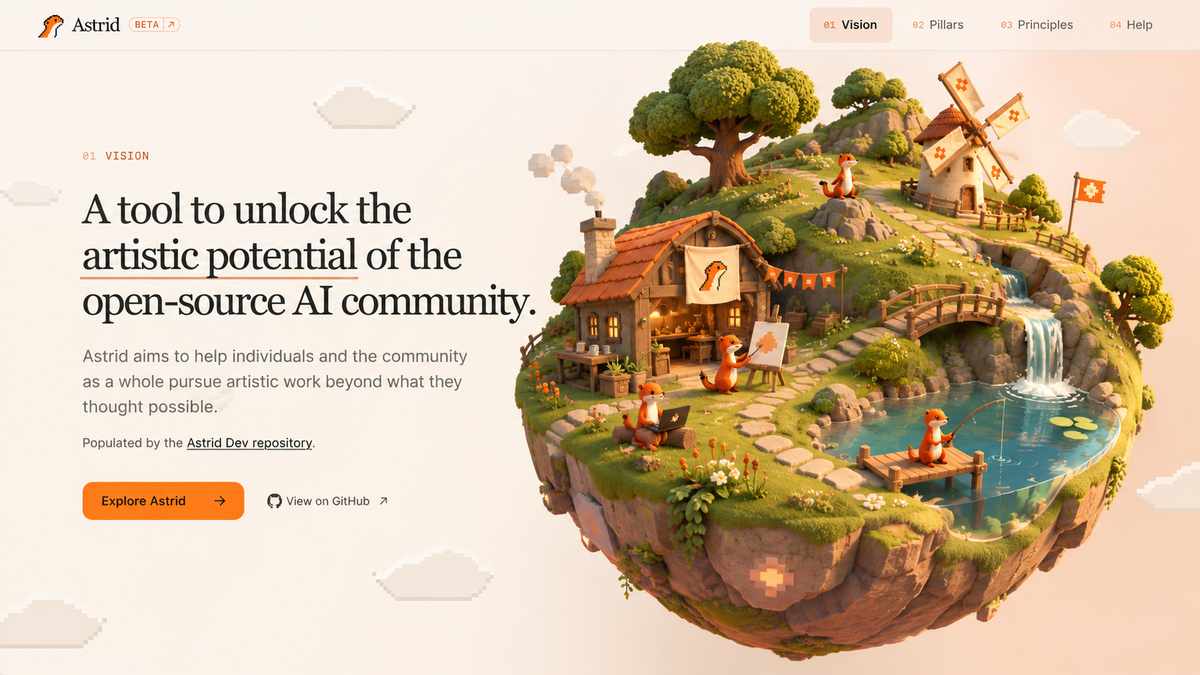 Astrid
BETA ↗
01 Vision
02 Pillars
03 Principles
04 Help
01 VISION
A tool to unlock the
artistic potential of the
open-source AI community.
Astrid aims to help individuals and the community
as a whole pursue artistic work beyond what they
thought possible.
Populated by the Astrid Dev repository.
Explore Astrid →
View on GitHub ↗